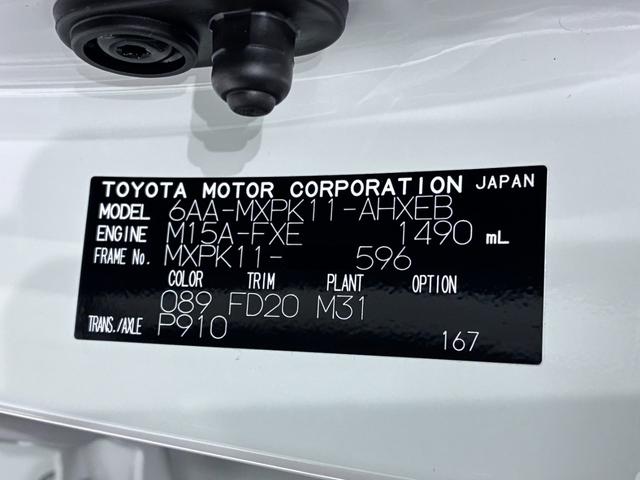 TOYOTA MOTOR CORPORATION JAPAN
MODEL 6AA-MXPK11-AHXEB
ENGINE M15A-FXE 1490 mL
FRAME No. MXPK11- 596
COLOR TRIM PLANT OPTION
089 FD20 M31
TRANS./AXLE P910
167